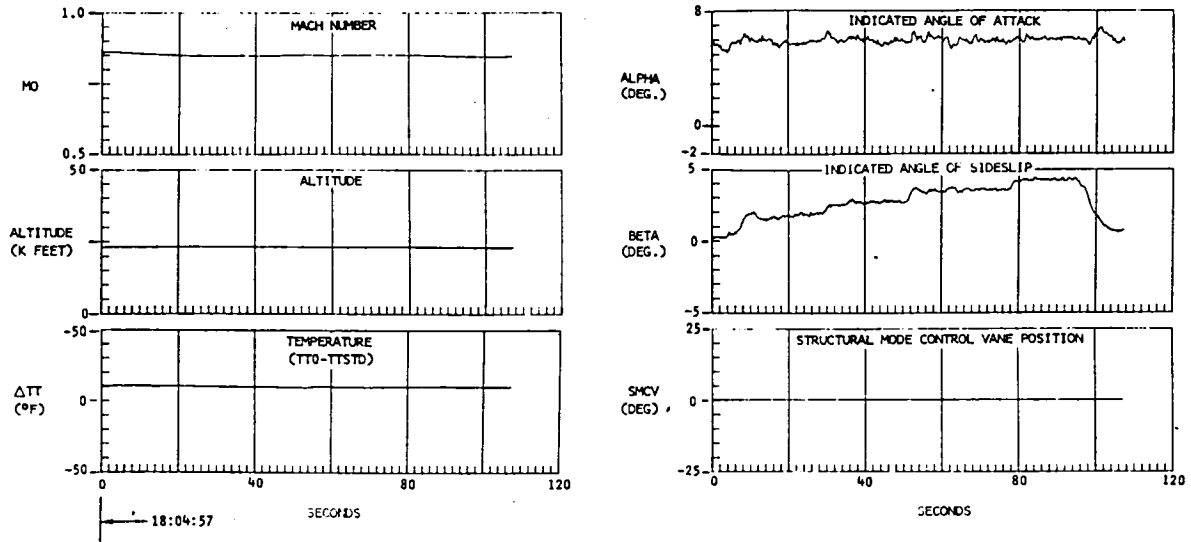 1.0
MACH NUMBER
MO
0.5
50
ALTITUDE
ALTITUDE
(K FEET)
0
-50
TEMPERATURE
(TTO-TTSTD)
ΔTT
(°F)
0
-50
0 40 80 120
SECONDS
18:04:57
8
INDICATED ANGLE OF ATTACK
ALPHA
(DEG.)
0
-2
5
INDICATED ANGLE OF SIDESLIP
BETA
(DEG.)
0
-5
25
STRUCTURAL MODE CONTROL VANE POSITION
SMCV
(DEG)
0
-25
0 40 80 120
SECONDS